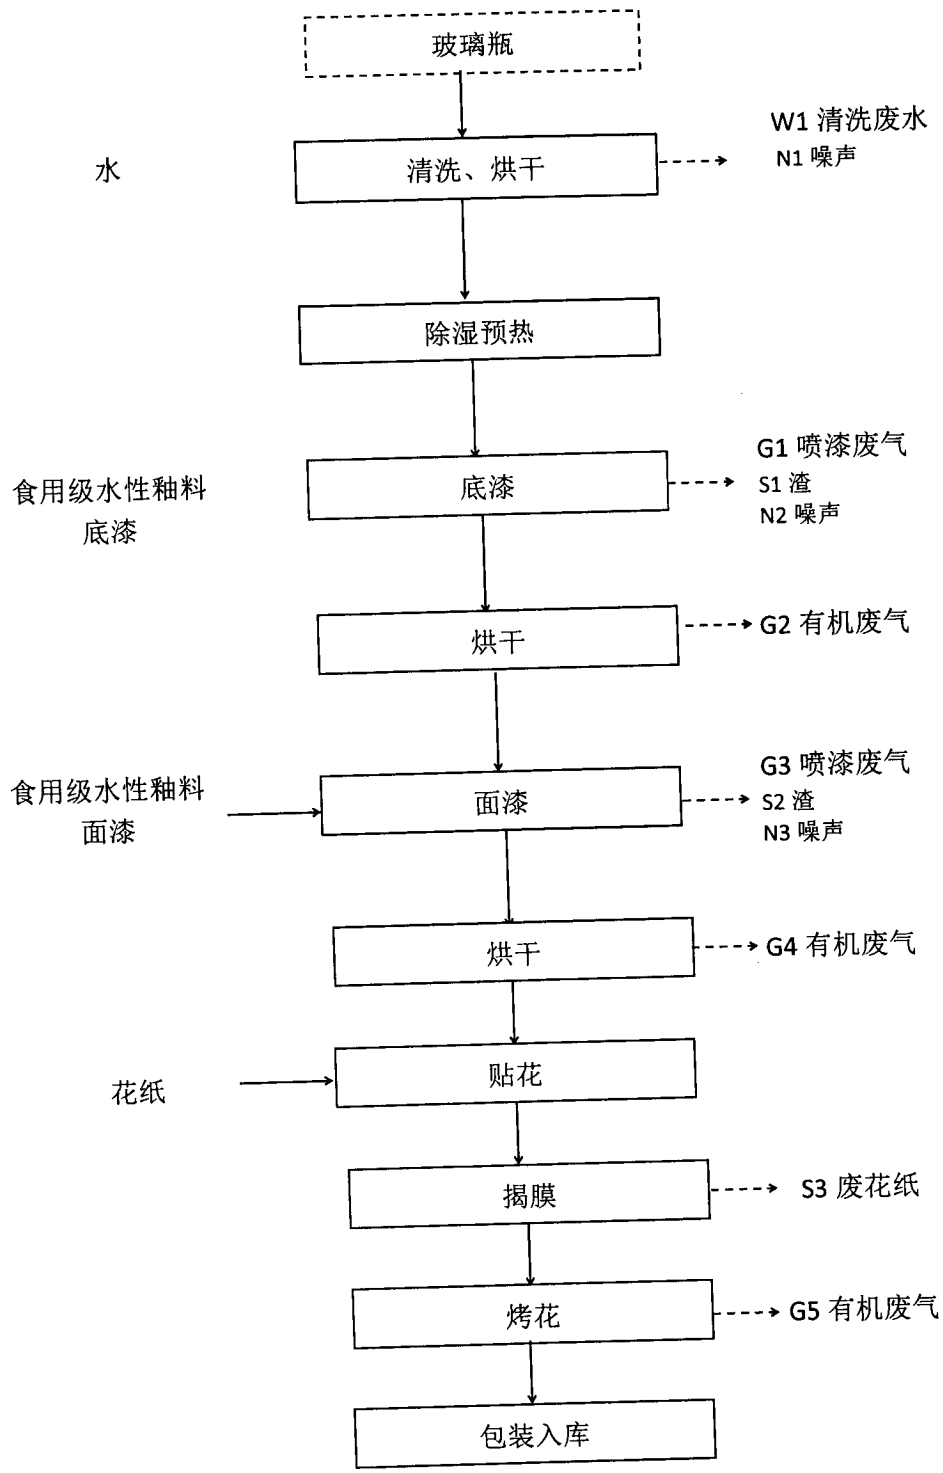 玻璃瓶
W1 清洗废水
水
清洗、烘干
N1 噪声
除湿预热
G1 喷漆废气
食用级水性釉料
底漆
底漆
S1 渣
N2 噪声
烘干
G2 有机废气
G3 喷漆废气
食用级水性釉料
面漆
面漆
S2 渣
N3 噪声
烘干
G4 有机废气
花纸
贴花
揭膜
S3 废花纸
烤花
G5 有机废气
包装入库